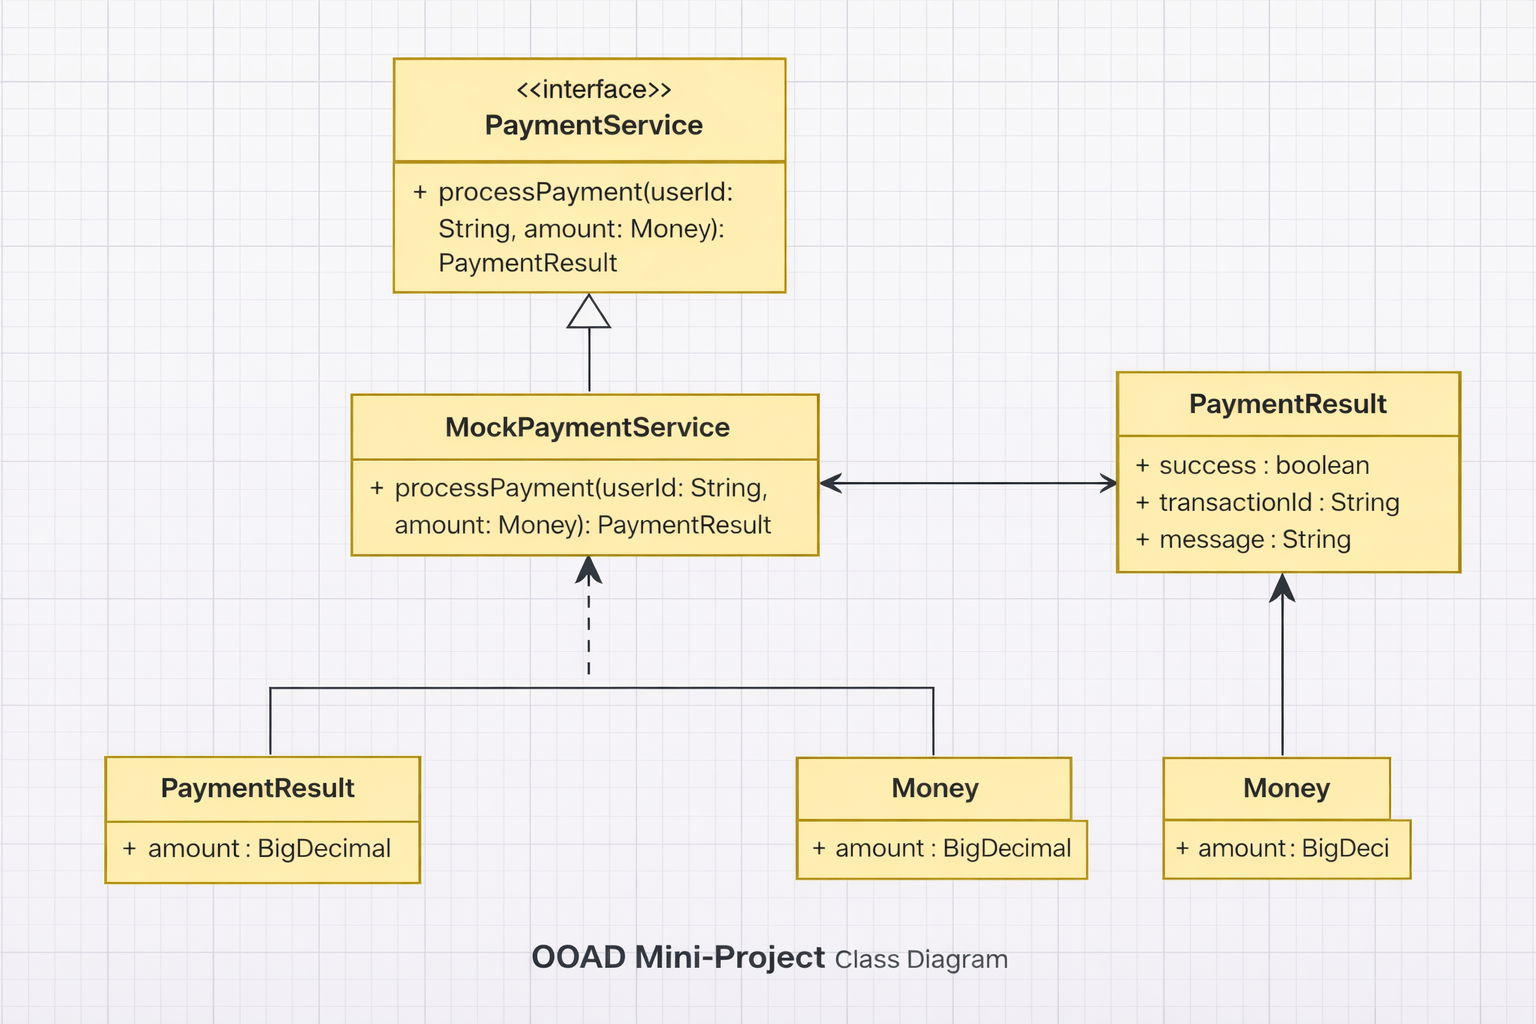 <<interface>>
PaymentService
+ processPayment(userId:
String, amount: Money):
PaymentResult
MockPaymentService
+ processPayment(userId: String,
amount: Money): PaymentResult
PaymentResult
+ success : boolean
+ transactionId : String
+ message : String
PaymentResult
+ amount : BigDecimal
Money
+ amount : BigDecimal
Money
+ amount : BigDeci
OOAD Mini-Project Class Diagram